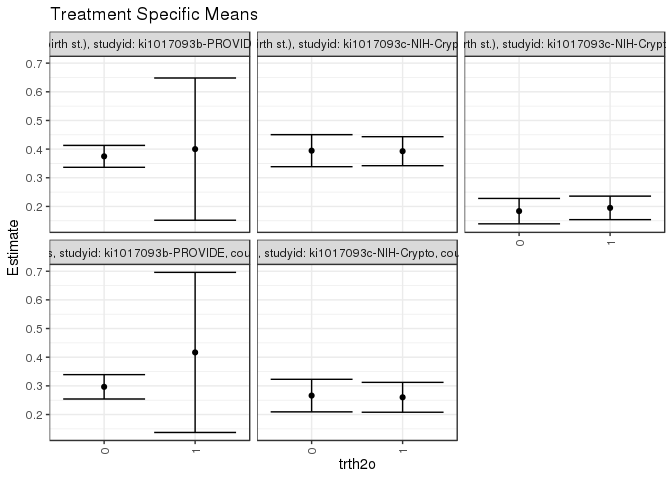 Treatment Specific Means
irth st.), studyid: ki1017093b-PROVID
rth st.), studyid: ki1017093c-NIH-Cryp
th st.), studyid: ki1017093c-NIH-Crypt
0.7
0.6
0.5
0.4
0.3
0.2
0 1
s, studyid: ki1017093b-PROVIDE, cou
, studyid: ki1017093c-NIH-Crypto, cou
0.7
0.6
0.5
0.4
0.3
0.2
0 1 0 1
Estimate
trth2o